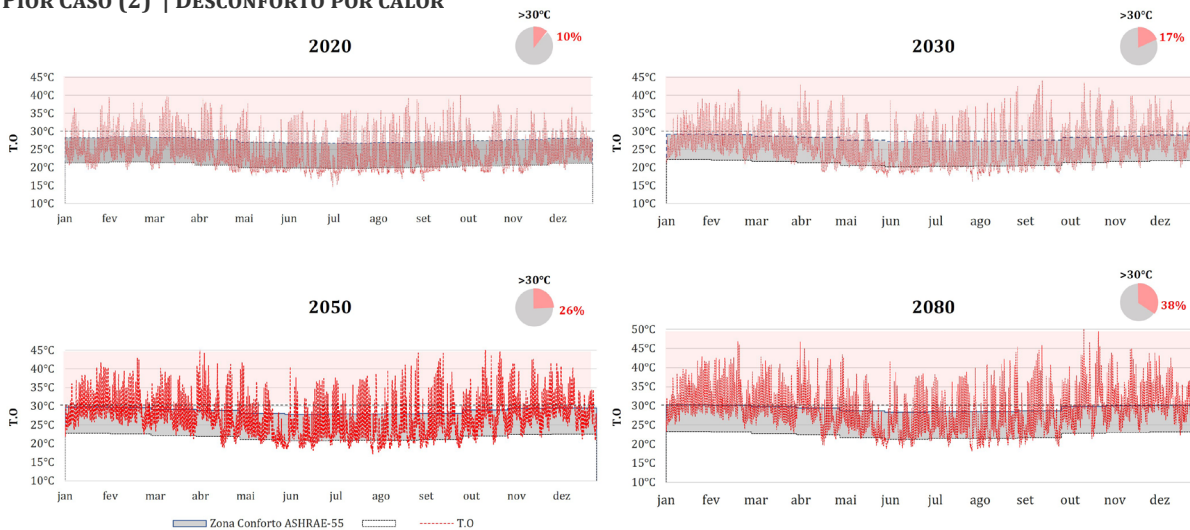 PIOR CASO (2) | DESCONFORTO POR CALOR
2020
>30°C
10%
T.O
45°C
40°C
35°C
30°C
25°C
20°C
15°C
10°C
jan fev mar abr mai jun jul ago set out nov dez
2030
>30°C
17%
T.O
45°C
40°C
35°C
30°C
25°C
20°C
15°C
10°C
jan fev mar abr mai jun jul ago set out nov dez
2050
>30°C
26%
T.O
45°C
40°C
35°C
30°C
25°C
20°C
15°C
10°C
jan fev mar abr mai jun jul ago set out nov dez
2080
>30°C
38%
T.O
50°C
45°C
40°C
35°C
30°C
25°C
20°C
15°C
10°C
jan fev mar abr mai jun jul ago set out nov dez
Zona Conforto ASHRAE-55 T.O